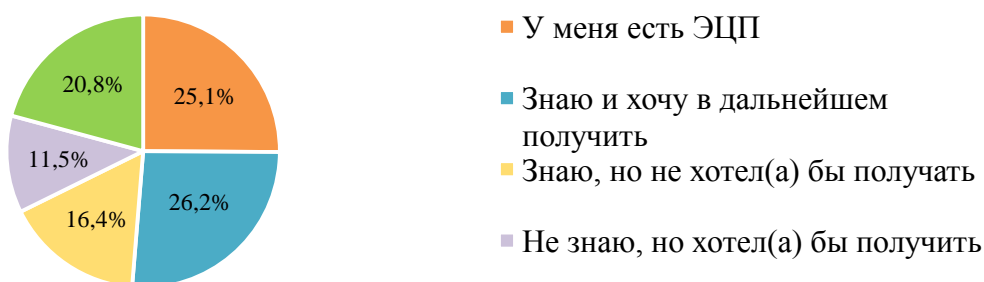 20,8%
25,1%
11,5%
16,4%
26,2%
У меня есть ЭЦП
Знаю и хочу в дальнейшем
получить
Знаю, но не хотел(а) бы получать
Не знаю, но хотел(а) бы получить